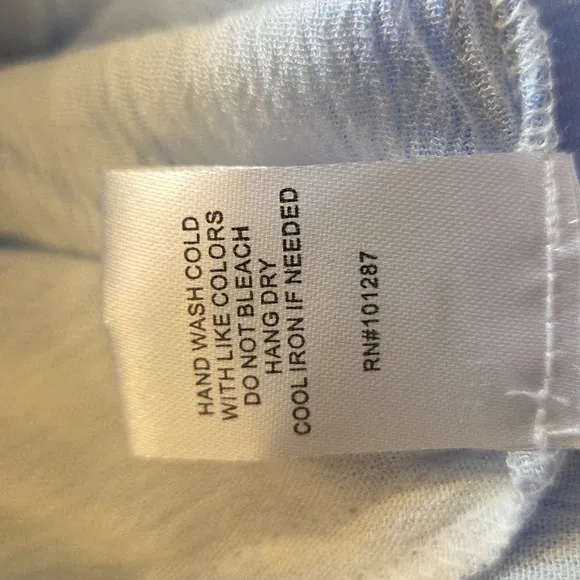 HAND WASH COLD
WITH LIKE COLORS
DO NOT BLEACH
HANG DRY
COOL IRON IF NEEDED
RN#101287